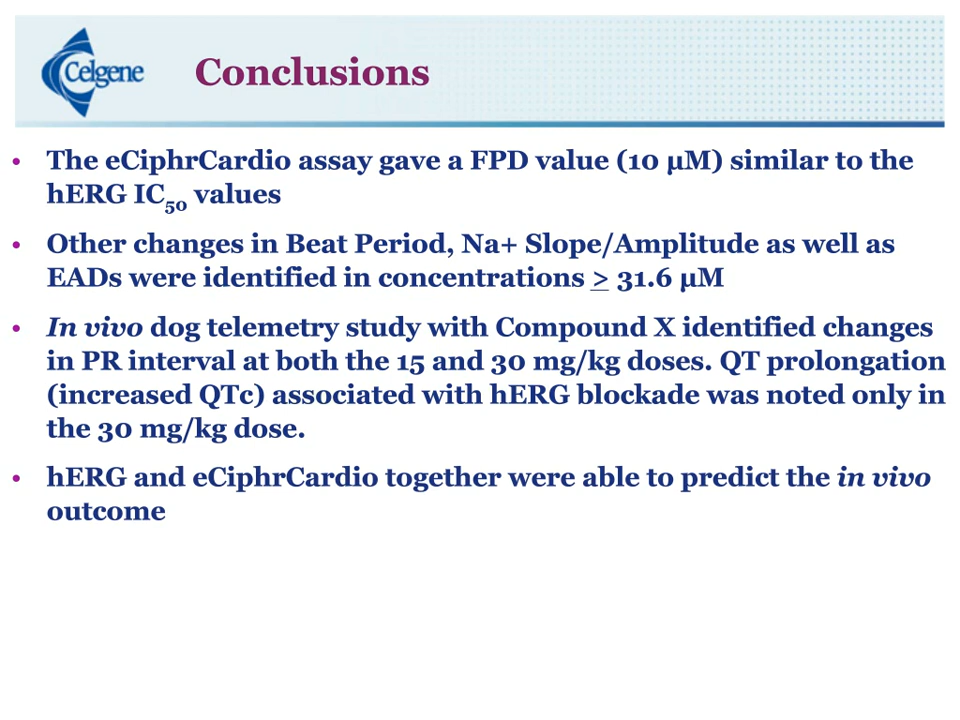 Celgene
Conclusions
• The eCiphrCardio assay gave a FPD value (10 µM) similar to the
hERG IC50 values
• Other changes in Beat Period, Na+ Slope/Amplitude as well as
EADs were identified in concentrations > 31.6 µM
• In vivo dog telemetry study with Compound X identified changes
in PR interval at both the 15 and 30 mg/kg doses. QT prolongation
(increased QTc) associated with hERG blockade was noted only in
the 30 mg/kg dose.
• hERG and eCiphrCardio together were able to predict the in vivo
outcome